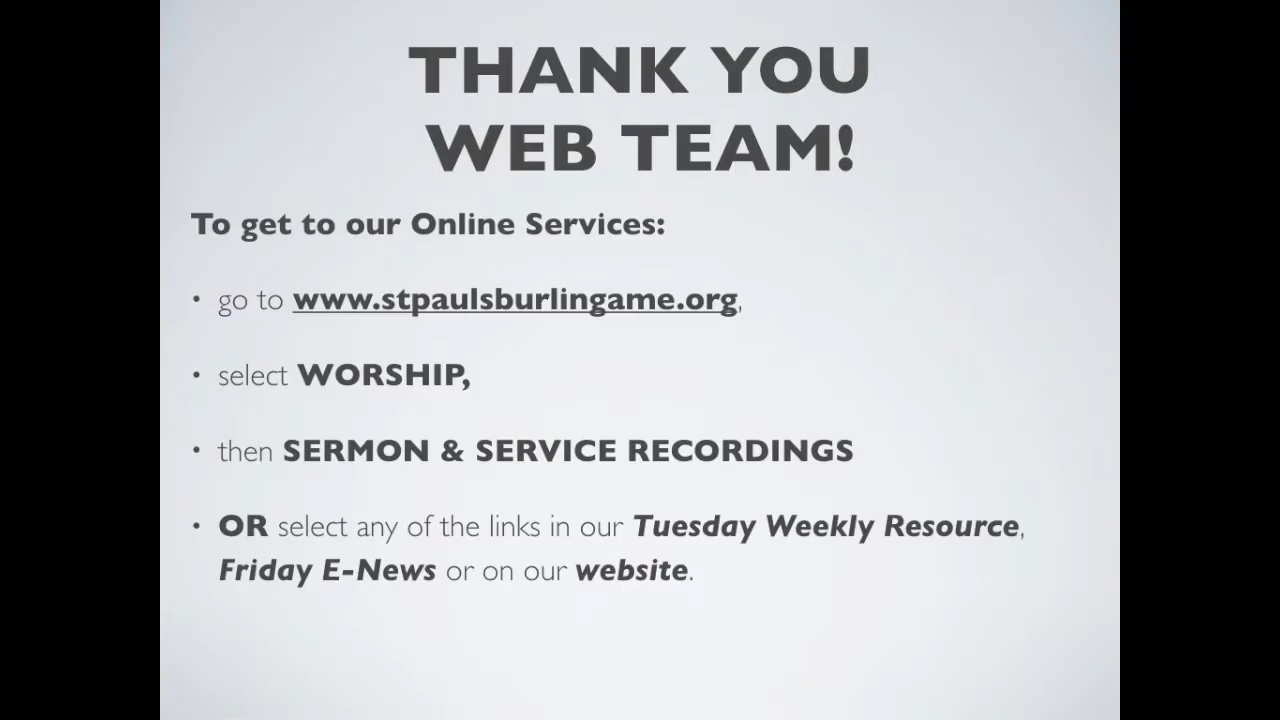 THANK YOU
WEB TEAM!
To get to our Online Services:
• go to www.stpaulsburlingame.org,
• select WORSHIP,
• then SERMON & SERVICE RECORDINGS
• OR select any of the links in our Tuesday Weekly Resource,
Friday E-News or on our website.